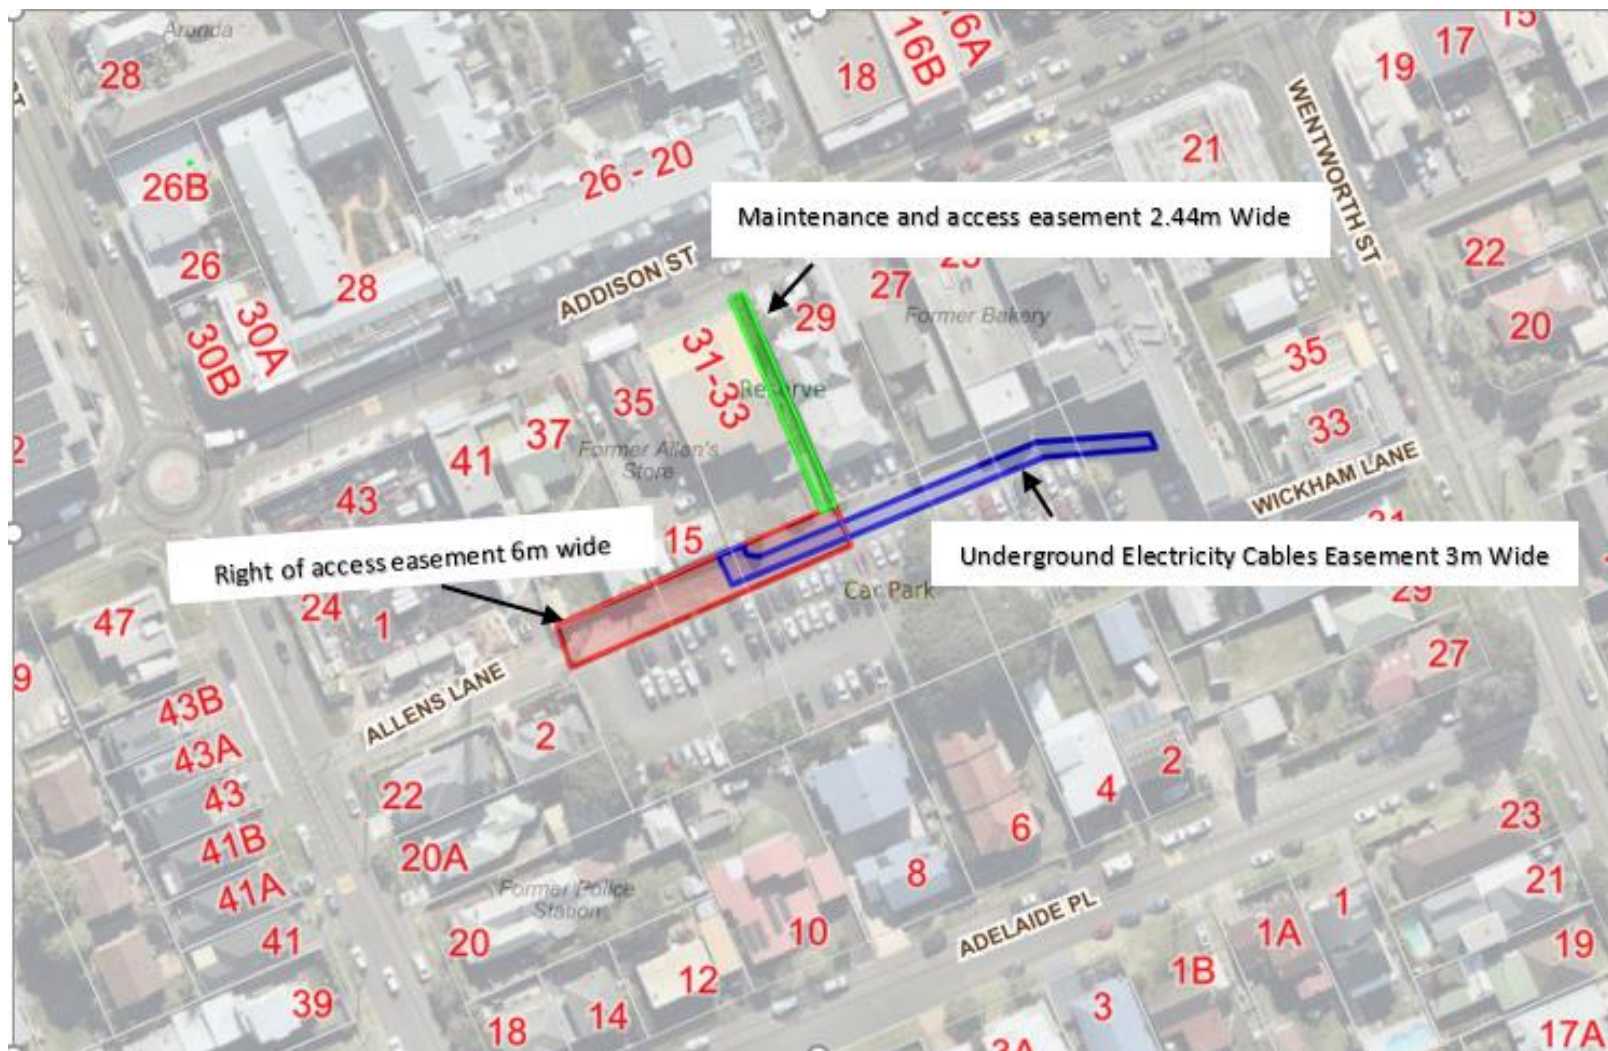 Aronda
28
18
16B
16A
19
17
15
26B
26 - 20
21
WENTWORTH ST
Maintenance and access easement 2.44m Wide
26
28
ADDISON ST
27
22
30A
30B
29
Former Bakery
20
31-33
35
35
Reserve
37
33
41
Former Allan's
Store
43
WICKHAM LANE
15
Right of access easement 6m wide
Underground Electricity Cables Easement 3m Wide
Car Park
24
1
47
29
27
ALLENS LANE
43B
2
43A
22
43
4
2
6
41B
20A
23
8
41A
Former Police
Station
21
1
20
41
10
ADELAIDE PL
1A
19
12
1B
39
18
14
3
17A
3A